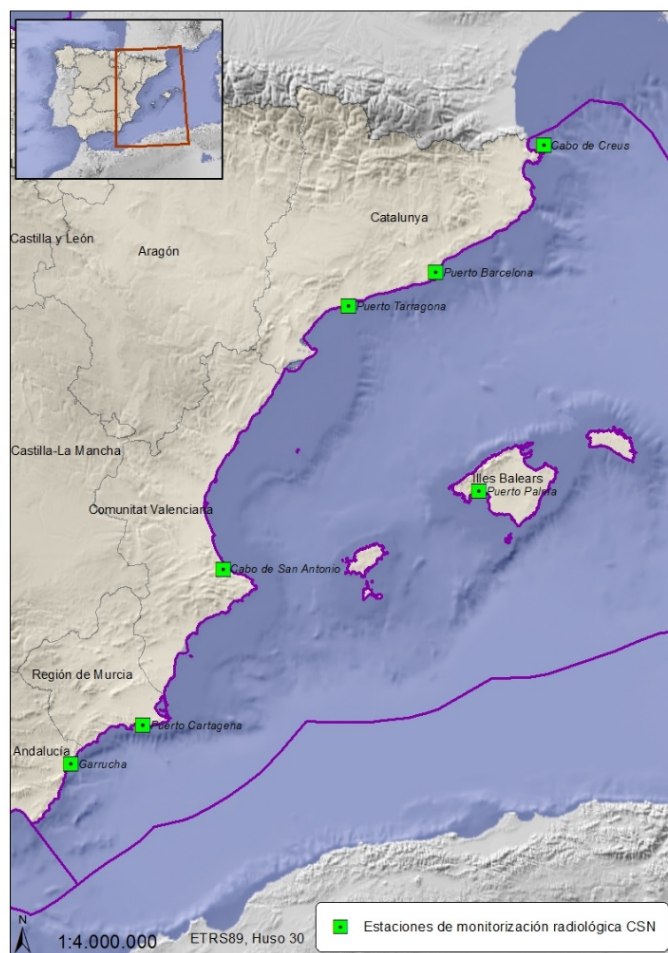 Cabo de Creus
Catalunya
Castilla y León
Aragón
Puerto Barcelona
Puerto Tarragona
Castilla-La Mancha
Illes Balears
Puerto Palma
Comunitat Valenciana
Cabo de San Antonio
Región de Murcia
Puerto Cartagena
Andalucía
Garrucha
N
1:4.000.000
ETRS89, Huso 30
Estaciones de monitorización radiológica CSN